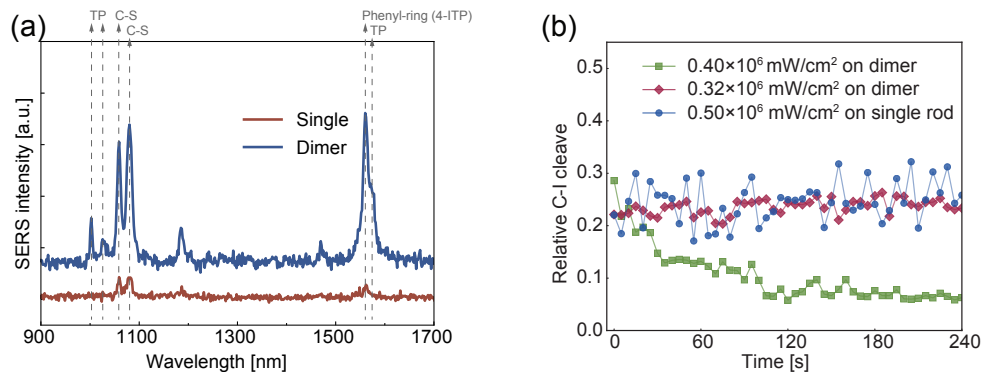 (a)
TP
C-S
C-S
Phenyl-ring (4-ITP)
TP
SERS intensity [a.u.]
Single
Dimer
900
1100
1300
1500
1700
Wavelength [nm]
(b)
0.40×10⁶ mW/cm² on dimer
0.32×10⁶ mW/cm² on dimer
0.50×10⁶ mW/cm² on single rod
Relative C-I cleave
0.5
0.4
0.3
0.2
0.1
0.0
0
60
120
180
240
Time [s]